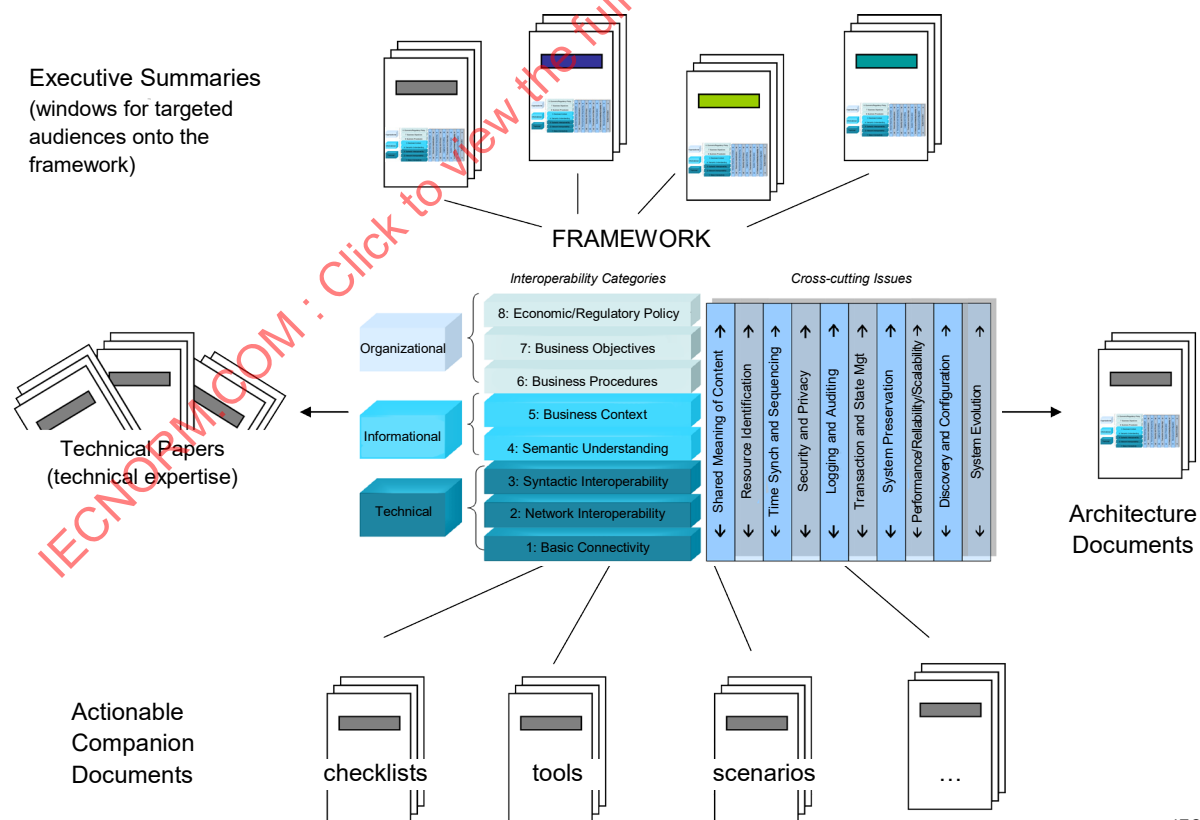 Executive Summaries
(windows for targeted
audiences onto the
framework)
FRAMEWORK
Interoperability Categories
Cross-cutting Issues
Organizational
8: Economic/Regulatory Policy
7: Business Objectives
6: Business Procedures
Informational
5: Business Context
4: Semantic Understanding
Technical
3: Syntactic Interoperability
2: Network Interoperability
1: Basic Connectivity
Shared Meaning of Content
Resource Identification
Time Synch and Sequencing
Security and Privacy
Logging and Auditing
Transaction and State Mgt
System Preservation
Performance/Reliability/Scalability
Discovery and Configuration
System Evolution
Technical Papers
(technical expertise)
Architecture
Documents
Actionable
Companion
Documents
checklists
tools
scenarios
...
IECNORM.COM : Click to view the full